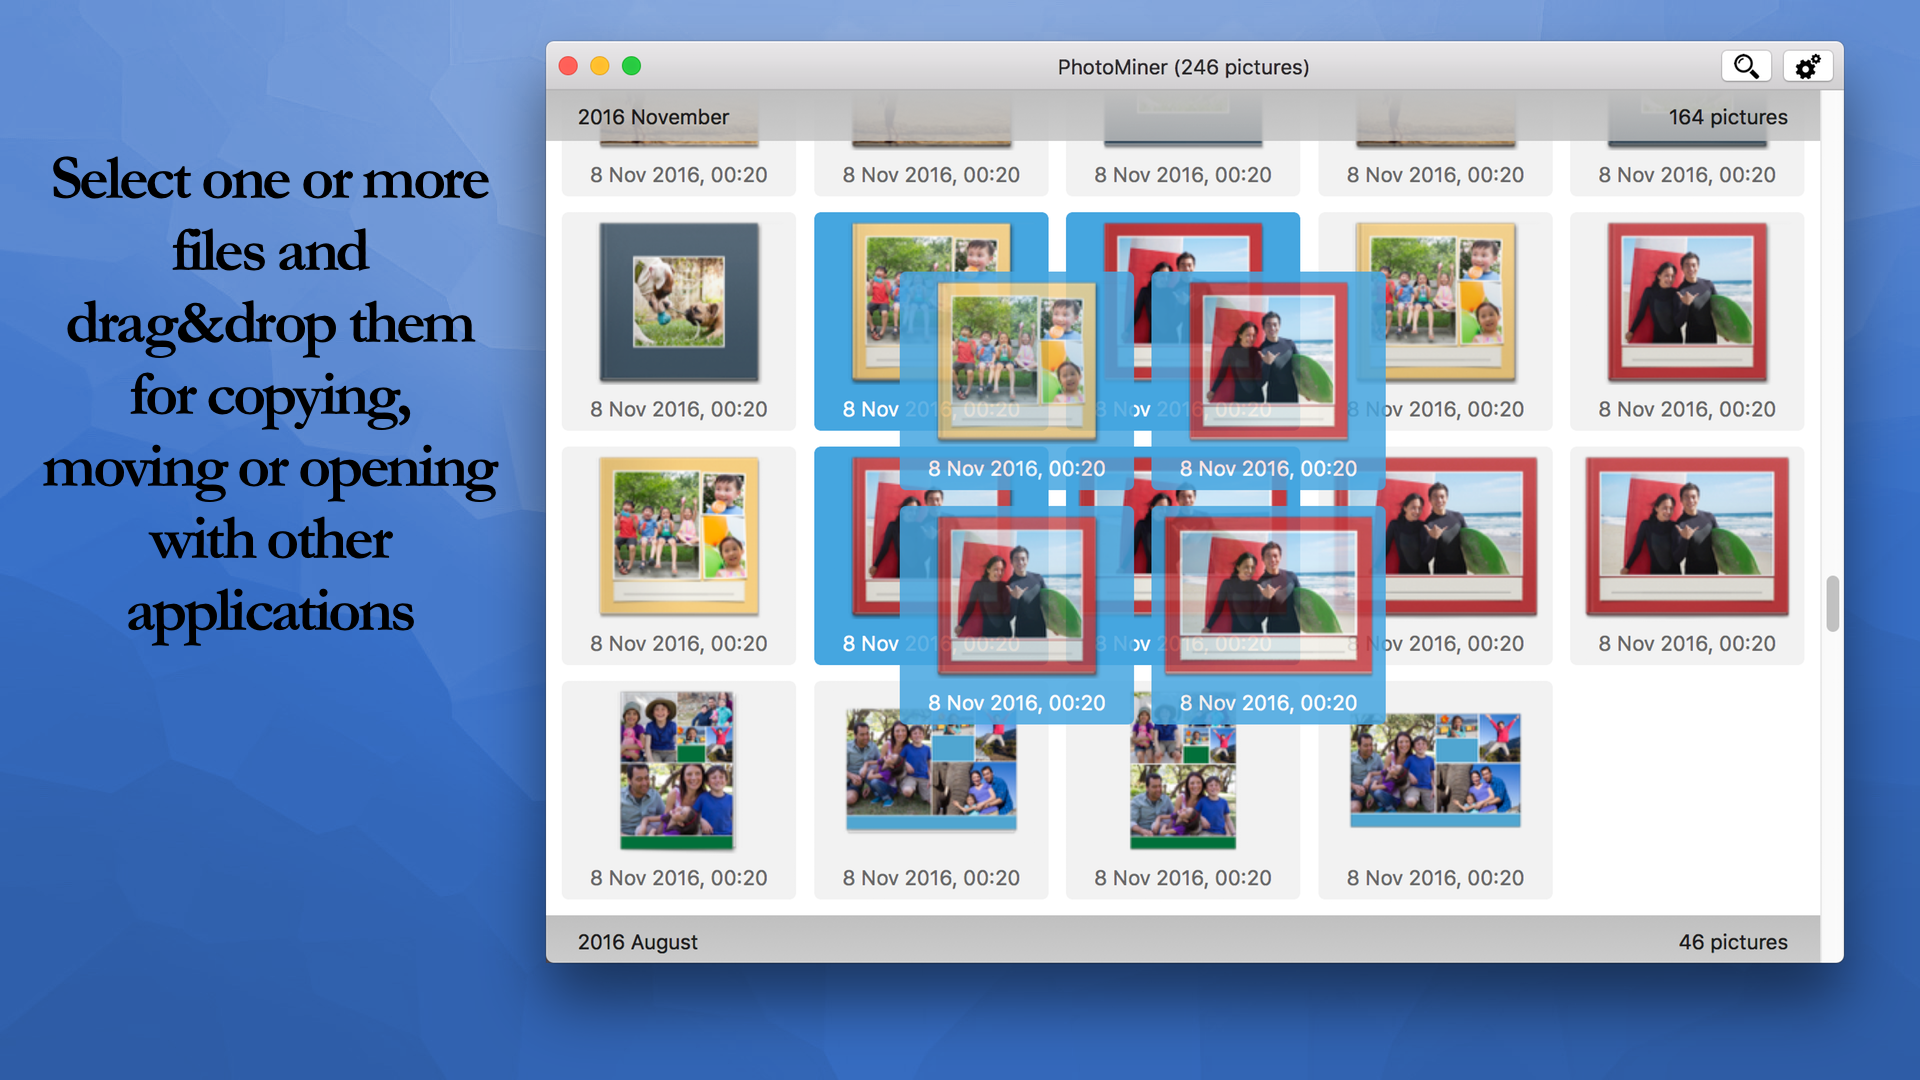 Select one or more
files and
drag&drop them
for copying,
moving or opening
with other
applications
PhotoMiner (246 pictures)
2016 November 164 pictures
8 Nov 2016, 00:20 8 Nov 2016, 00:20 8 Nov 2016, 00:20 8 Nov 2016, 00:20 8 Nov 2016, 00:20
8 Nov 2016, 00:20 8 Nov 2016, 00:20 8 Nov 2016, 00:20 8 Nov 2016, 00:20 8 Nov 2016, 00:20
8 Nov 2016, 00:20 8 Nov 2016, 00:20
8 Nov 2016, 00:20 8 Nov 2016, 00:20 8 Nov 2016, 00:20 8 Nov 2016, 00:20 8 Nov 2016, 00:20
8 Nov 2016, 00:20 8 Nov 2016, 00:20
8 Nov 2016, 00:20 8 Nov 2016, 00:20 8 Nov 2016, 00:20 8 Nov 2016, 00:20
2016 August 46 pictures